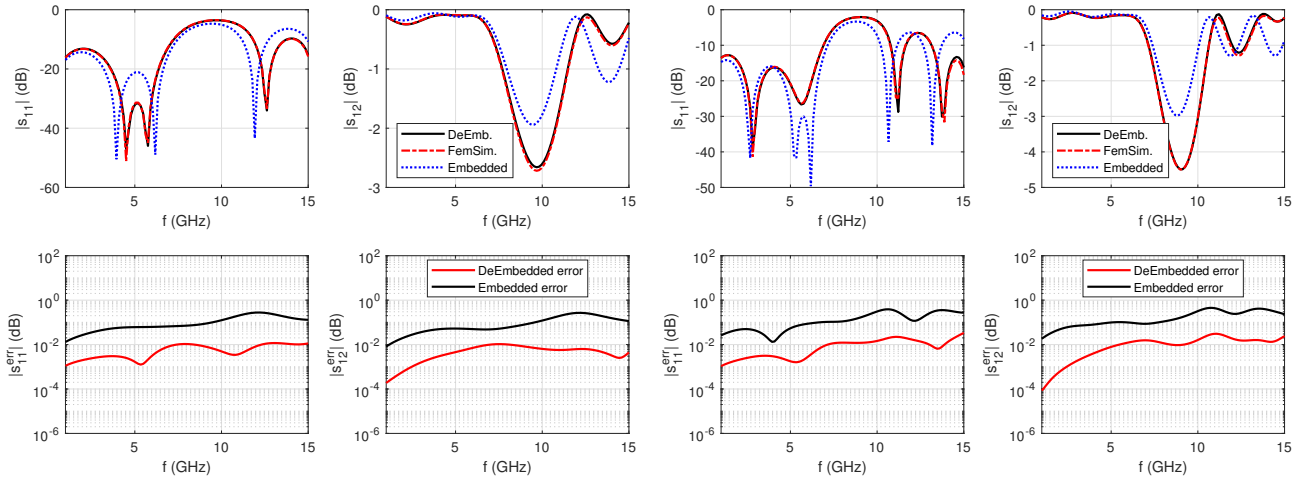 0
-20
-40
-60
|s11| (dB)
5
10
15
f (GHz)
0
-1
-2
-3
|s12| (dB)
DeEmb.
FemSim.
Embedded
5
10
15
f (GHz)
0
-10
-20
-30
-40
-50
|s11| (dB)
5
10
15
f (GHz)
0
-1
-2
-3
-4
-5
|s12| (dB)
DeEmb.
FemSim.
Embedded
5
10
15
f (GHz)
10^2
10^0
10^-2
10^-4
10^-6
|s11^err| (dB)
5
10
15
f (GHz)
10^2
10^0
10^-2
10^-4
10^-6
|s12^err| (dB)
DeEmbedded error
Embedded error
5
10
15
f (GHz)
10^2
10^0
10^-2
10^-4
10^-6
|s11^err| (dB)
5
10
15
f (GHz)
10^2
10^0
10^-2
10^-4
10^-6
|s12^err| (dB)
DeEmbedded error
Embedded error
5
10
15
f (GHz)